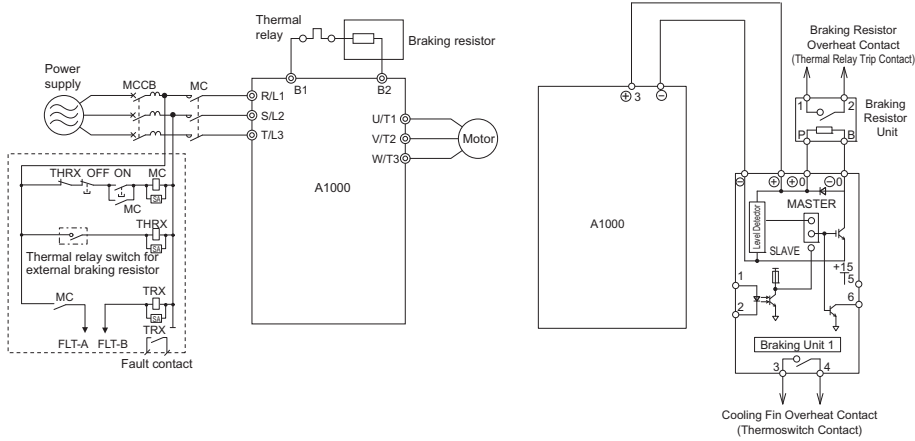 Thermal
relay
Braking resistor
Power
supply
MCCB
MC
B1
B2
R/L1
S/L2
T/L3
U/T1
V/T2
W/T3
Motor
A1000
THRX OFF ON
MC
SA
MC
THRX
SA
Thermal relay switch for
external braking resistor
MC
TRX
SA
TRX
FLT-A
FLT-B
Fault contact
⊕ 3
⊖
A1000
Braking Resistor
Overheat Contact
(Thermal Relay Trip Contact)
1
2
P
B
Braking
Resistor
Unit
⊖
⊕
⊕0
⊖0
MASTER
Level Detector
SLAVE
+15
5
1
2
6
Braking Unit 1
3
4
Cooling Fin Overheat Contact
(Thermoswitch Contact)